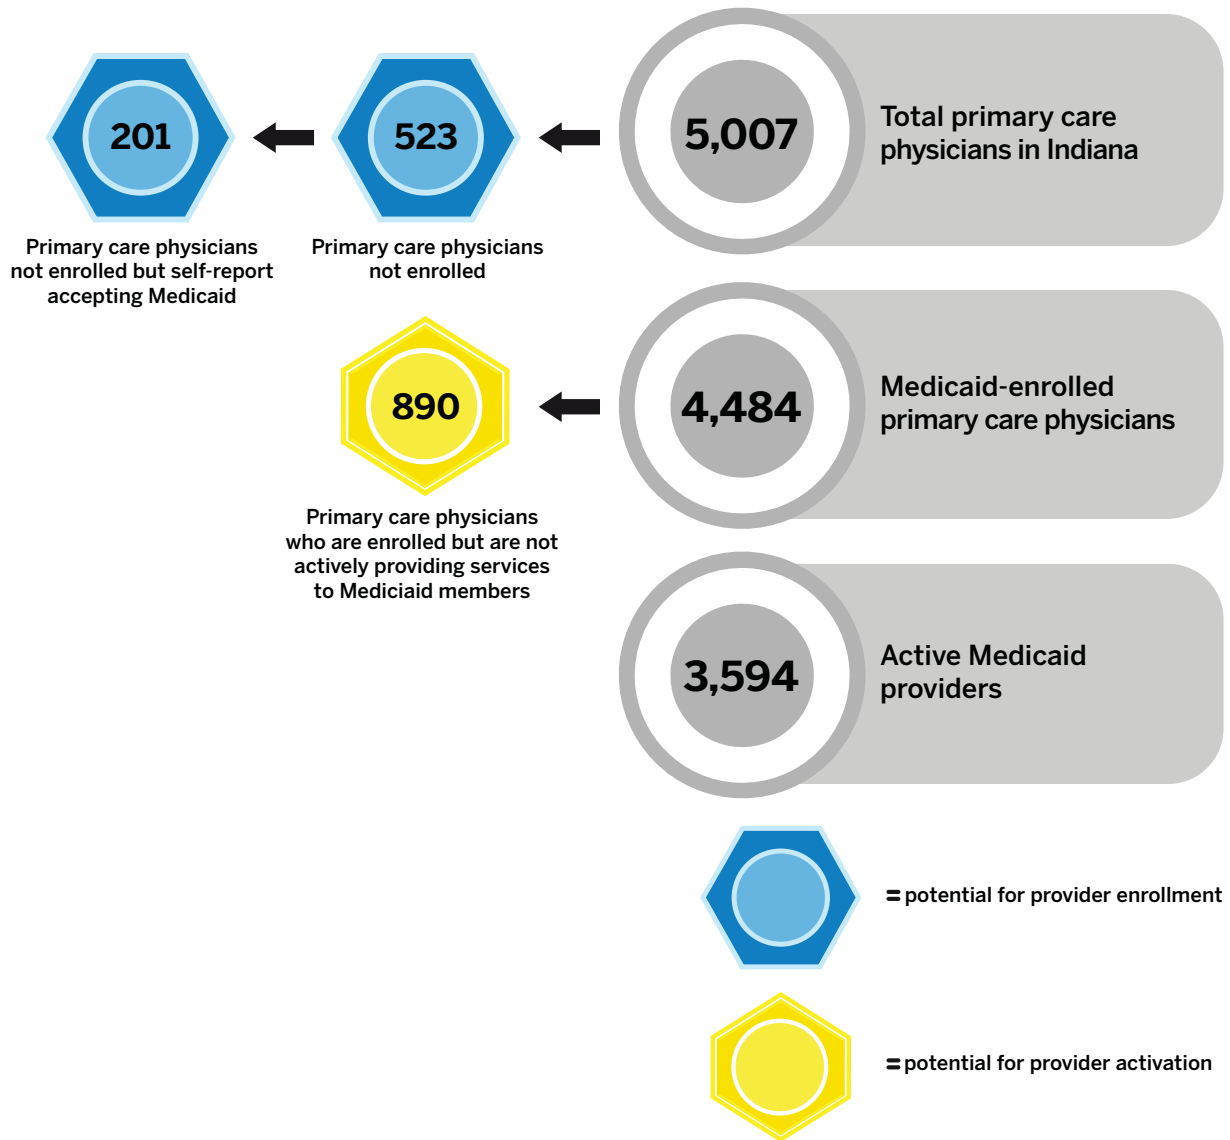 201
523
5,007
Total primary care
physicians in Indiana
Primary care physicians
not enrolled but self-report
accepting Medicaid
Primary care physicians
not enrolled
890
4,484
Medicaid-enrolled
primary care physicians
Primary care physicians
who are enrolled but are not
actively providing services
to Mediciaid members
3,594
Active Medicaid
providers
= potential for provider enrollment
= potential for provider activation